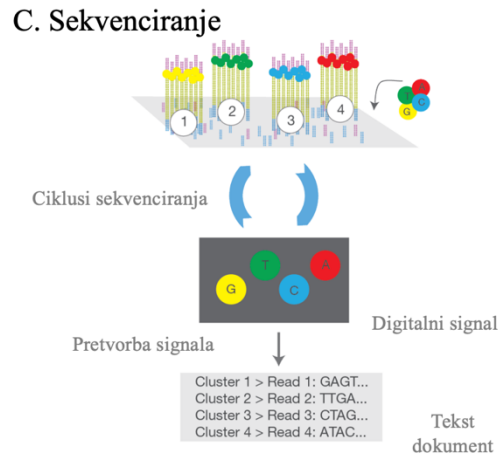 C. Sekvenciranje
1
2
3
4
A
T
C
G
Ciklusi sekvenciranja
T
A
G
C
Digitalni signal
Pretvorba signala
Cluster 1 > Read 1: GAGT...
Cluster 2 > Read 2: TTGA...
Cluster 3 > Read 3: CTAG...
Cluster 4 > Read 4: ATAC...
Tekst
dokument